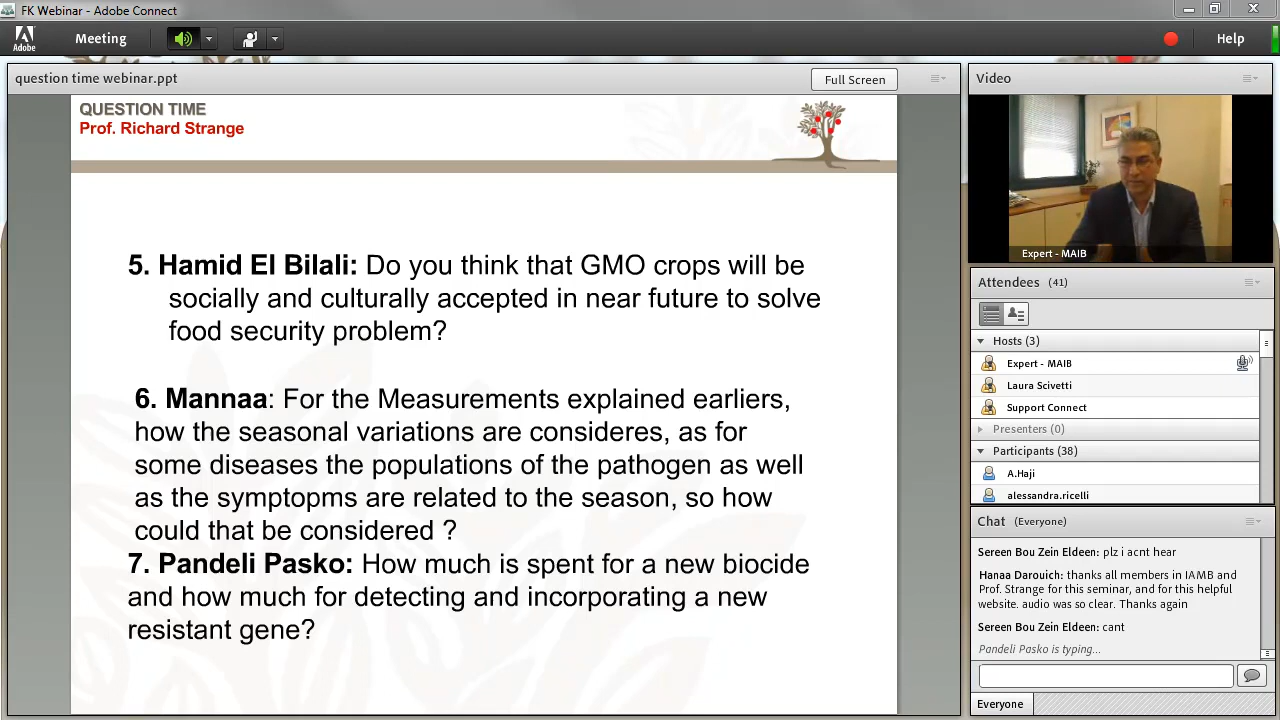 FK Webinar - Adobe Connect
Adobe
Meeting
Help
question time webinar.ppt
Full Screen
QUESTION TIME
Prof. Richard Strange
5. Hamid El Bilali: Do you think that GMO crops will be
socially and culturally accepted in near future to solve
food security problem?
6. Mannaa: For the Measurements explained earliers,
how the seasonal variations are consideres, as for
some diseases the populations of the pathogen as well
as the symptopms are related to the season, so how
could that be considered ?
7. Pandeli Pasko: How much is spent for a new biocide
and how much for detecting and incorporating a new
resistant gene?
Video
Expert - MAIB
Attendees (41)
Hosts (3)
Expert - MAIB
Laura Scivetti
Support Connect
Presenters (0)
Participants (38)
A.Haji
alessandra.ricelli
Chat (Everyone)
Sereen Bou Zein Eldeen: plz i acnt hear
Hanaa Darouich: thanks all members in IAMB and
Prof. Strange for this seminar, and for this helpful
website. audio was so clear. Thanks again
Sereen Bou Zein Eldeen: cant
Pandeli Pasko is typing...
Everyone